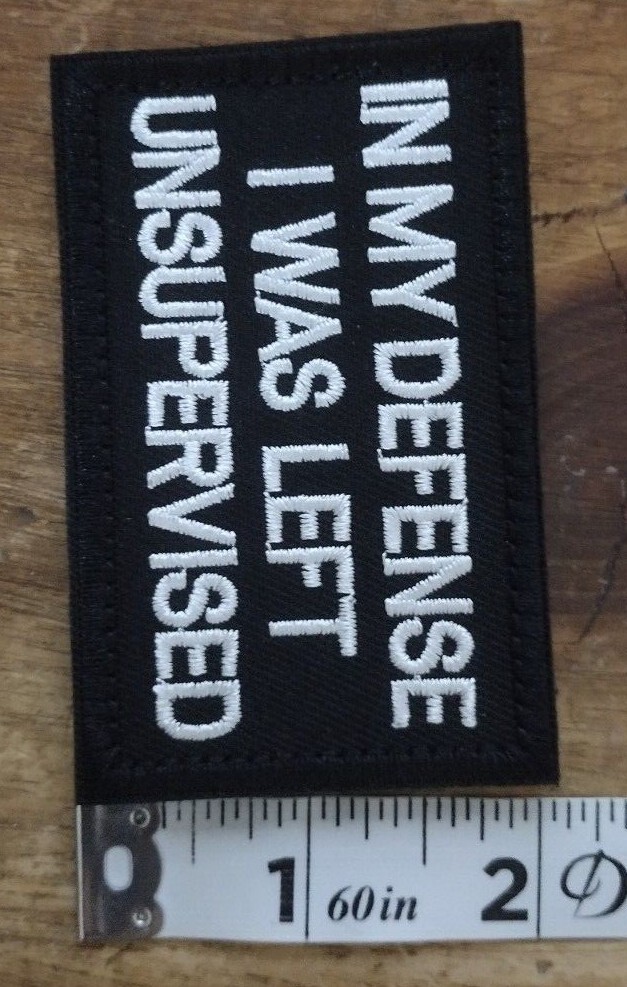 IN MY DEFENSE
I WAS LEFT
UNSUPERVISED
1 60in 2